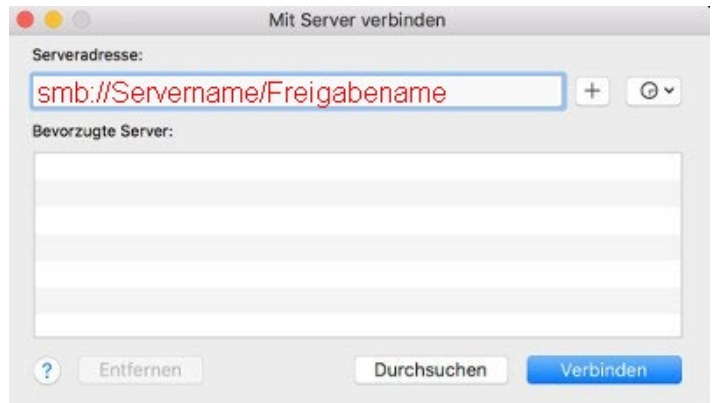 Mit Server verbinden
Serveradresse:
smb://Servername/Freigabename
+
Bevorzugte Server:
? Entfernen Durchsuchen Verbinden